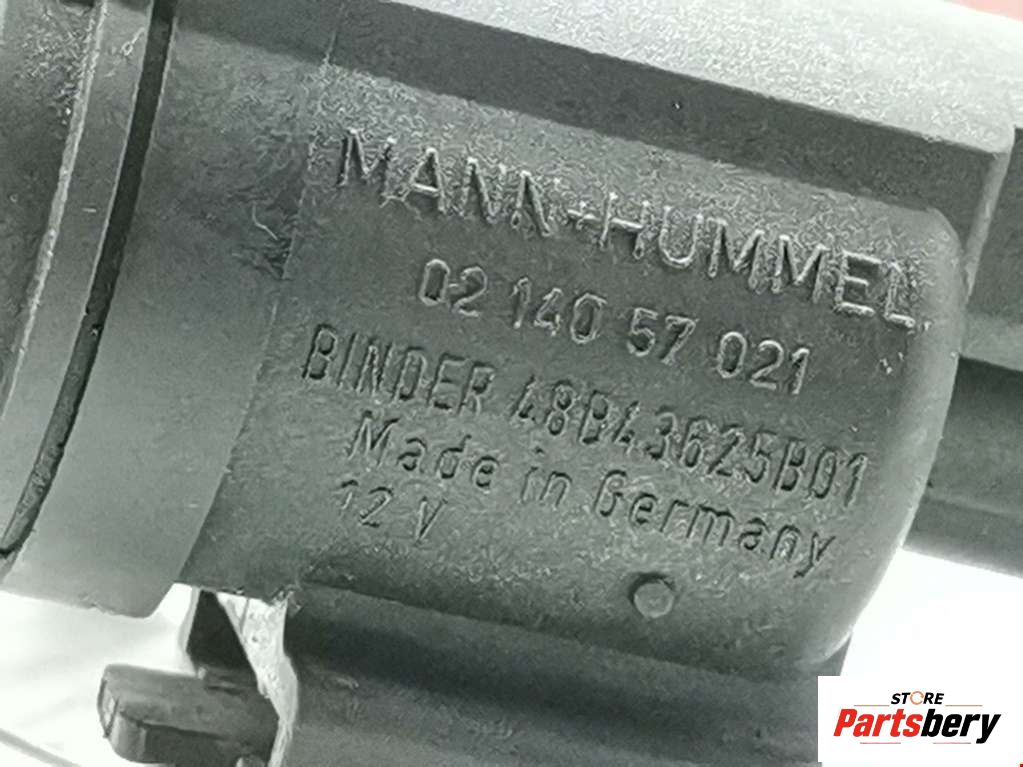 MANN+HUMMEL
02 140 57 021
BINDER 48B43625B01
Made in Germany
12 V
STORE
Partsbery